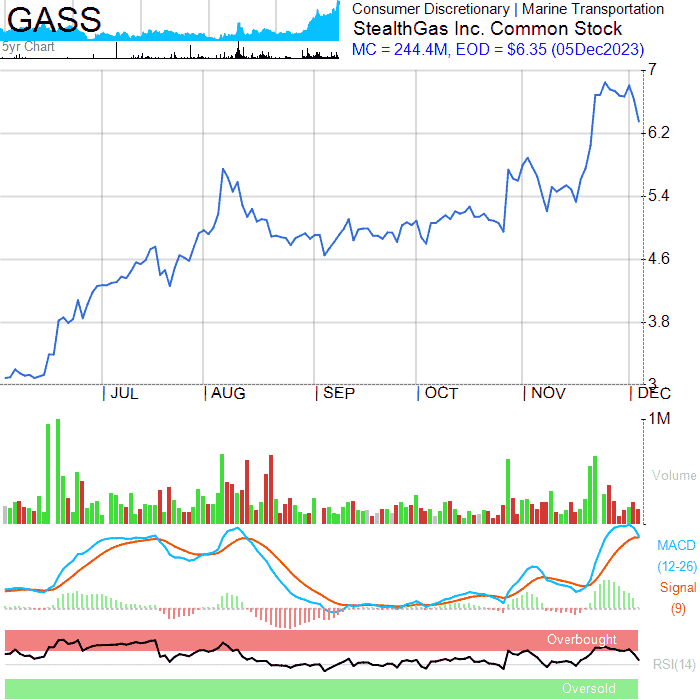 GASS
5yr Chart
Consumer Discretionary | Marine Transportation
StealthGas Inc. Common Stock
MC = 244.4M, EOD = $6.35 (05Dec2023)
7
6.2
5.4
4.6
3.8
3
JUL
AUG
SEP
OCT
NOV
DEC
1M
Volume
MACD
(12-26)
Signal
(9)
Overbought
RSI(14)
Oversold